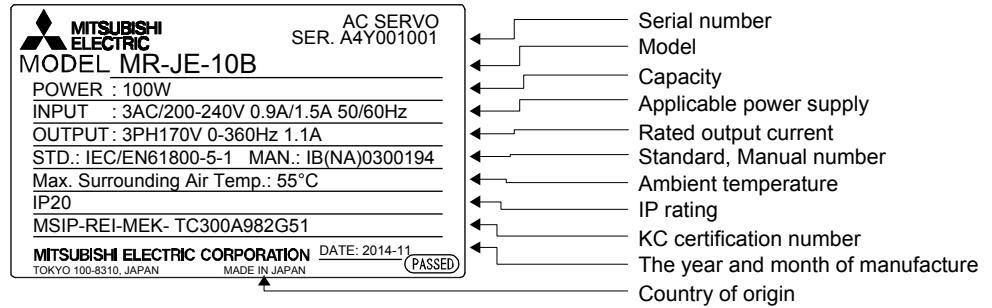 MITSUBISHI ELECTRIC
AC SERVO
SER. A4Y001001
MODEL MR-JE-10B
POWER : 100W
INPUT : 3AC/200-240V 0.9A/1.5A 50/60Hz
OUTPUT : 3PH170V 0-360Hz 1.1A
STD.: IEC/EN61800-5-1 MAN.: IB(NA)0300194
Max. Surrounding Air Temp.: 55°C
IP20
MSIP-REI-MEK- TC300A982G51
MITSUBISHI ELECTRIC CORPORATION DATE: 2014-11
TOKYO 100-8310, JAPAN MADE IN JAPAN PASSED
Serial number
Model
Capacity
Applicable power supply
Rated output current
Standard, Manual number
Ambient temperature
IP rating
KC certification number
The year and month of manufacture
Country of origin